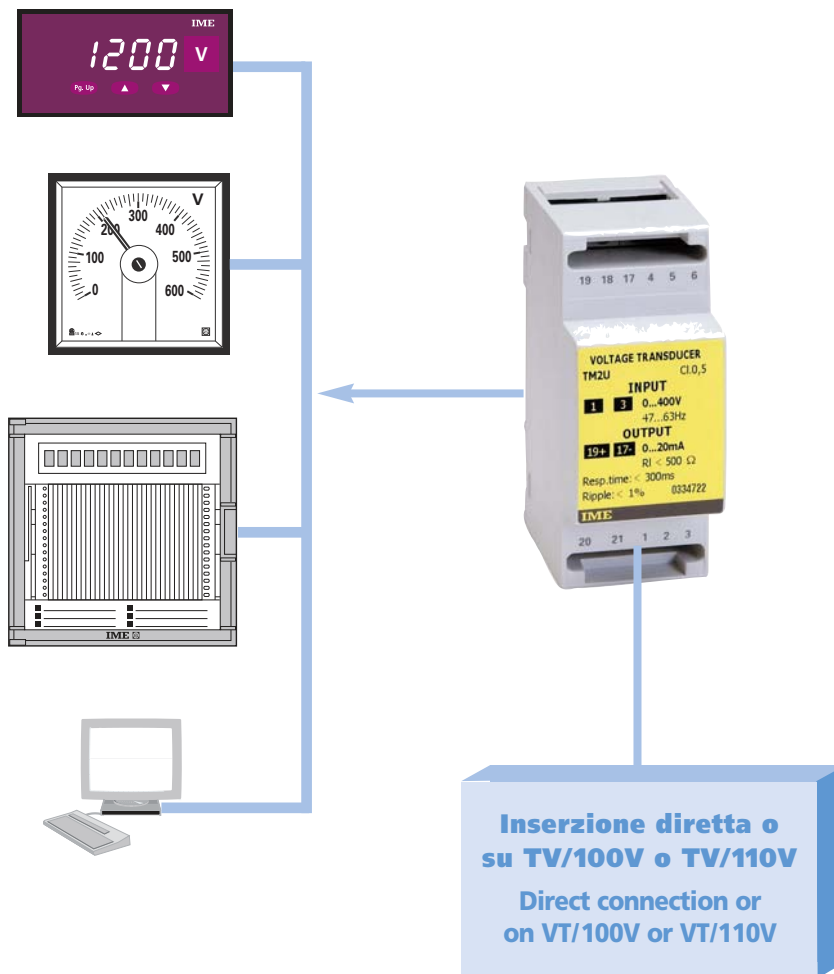 IME
1200 V
Pg. Up
V
0 100 200 300 400 500 600
IME
19 18 17 4 5 6
VOLTAGE TRANSDUCER
TM2U Cl.0,5
INPUT
1 3 0...400V
47...63Hz
OUTPUT
19+ 17- 0...20mA
RI < 500 Ω
Resp.time: < 300ms
Ripple: < 1% 0334722
IME
20 21 1 2 3
Inserzione diretta o
su TV/100V o TV/110V
Direct connection or
on VT/100V or VT/110V